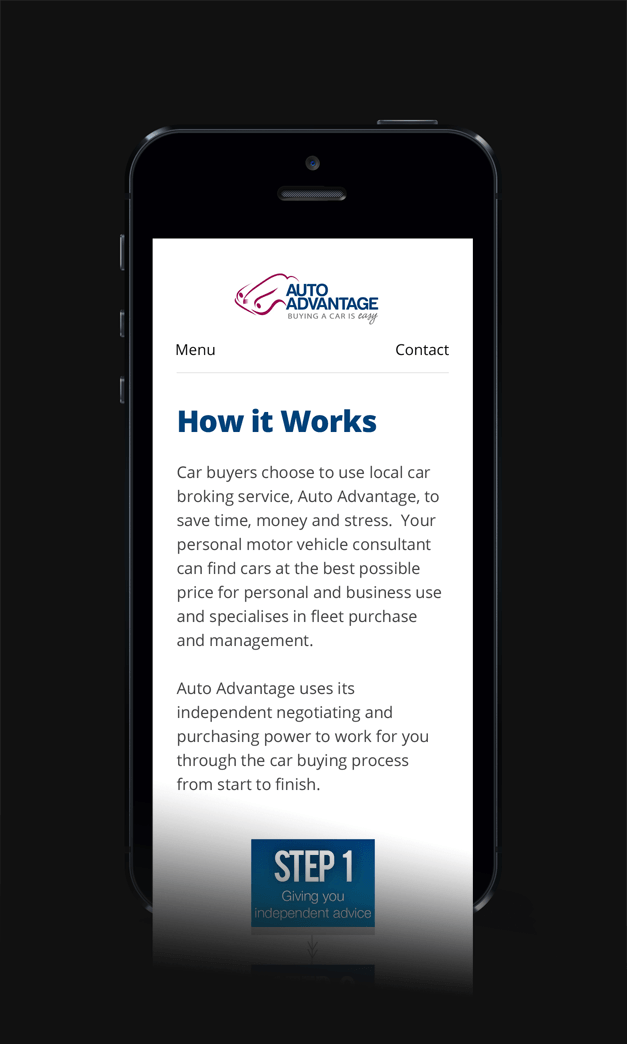 AUTO
ADVANTAGE
BUYING A CAR IS easy
Menu Contact
How it Works
Car buyers choose to use local car
broking service, Auto Advantage, to
save time, money and stress.  Your
personal motor vehicle consultant
can find cars at the best possible
price for personal and business use
and specialises in fleet purchase
and management.
Auto Advantage uses its
independent negotiating and
purchasing power to work for you
through the car buying process
from start to finish.
STEP 1
Giving you
independent advice